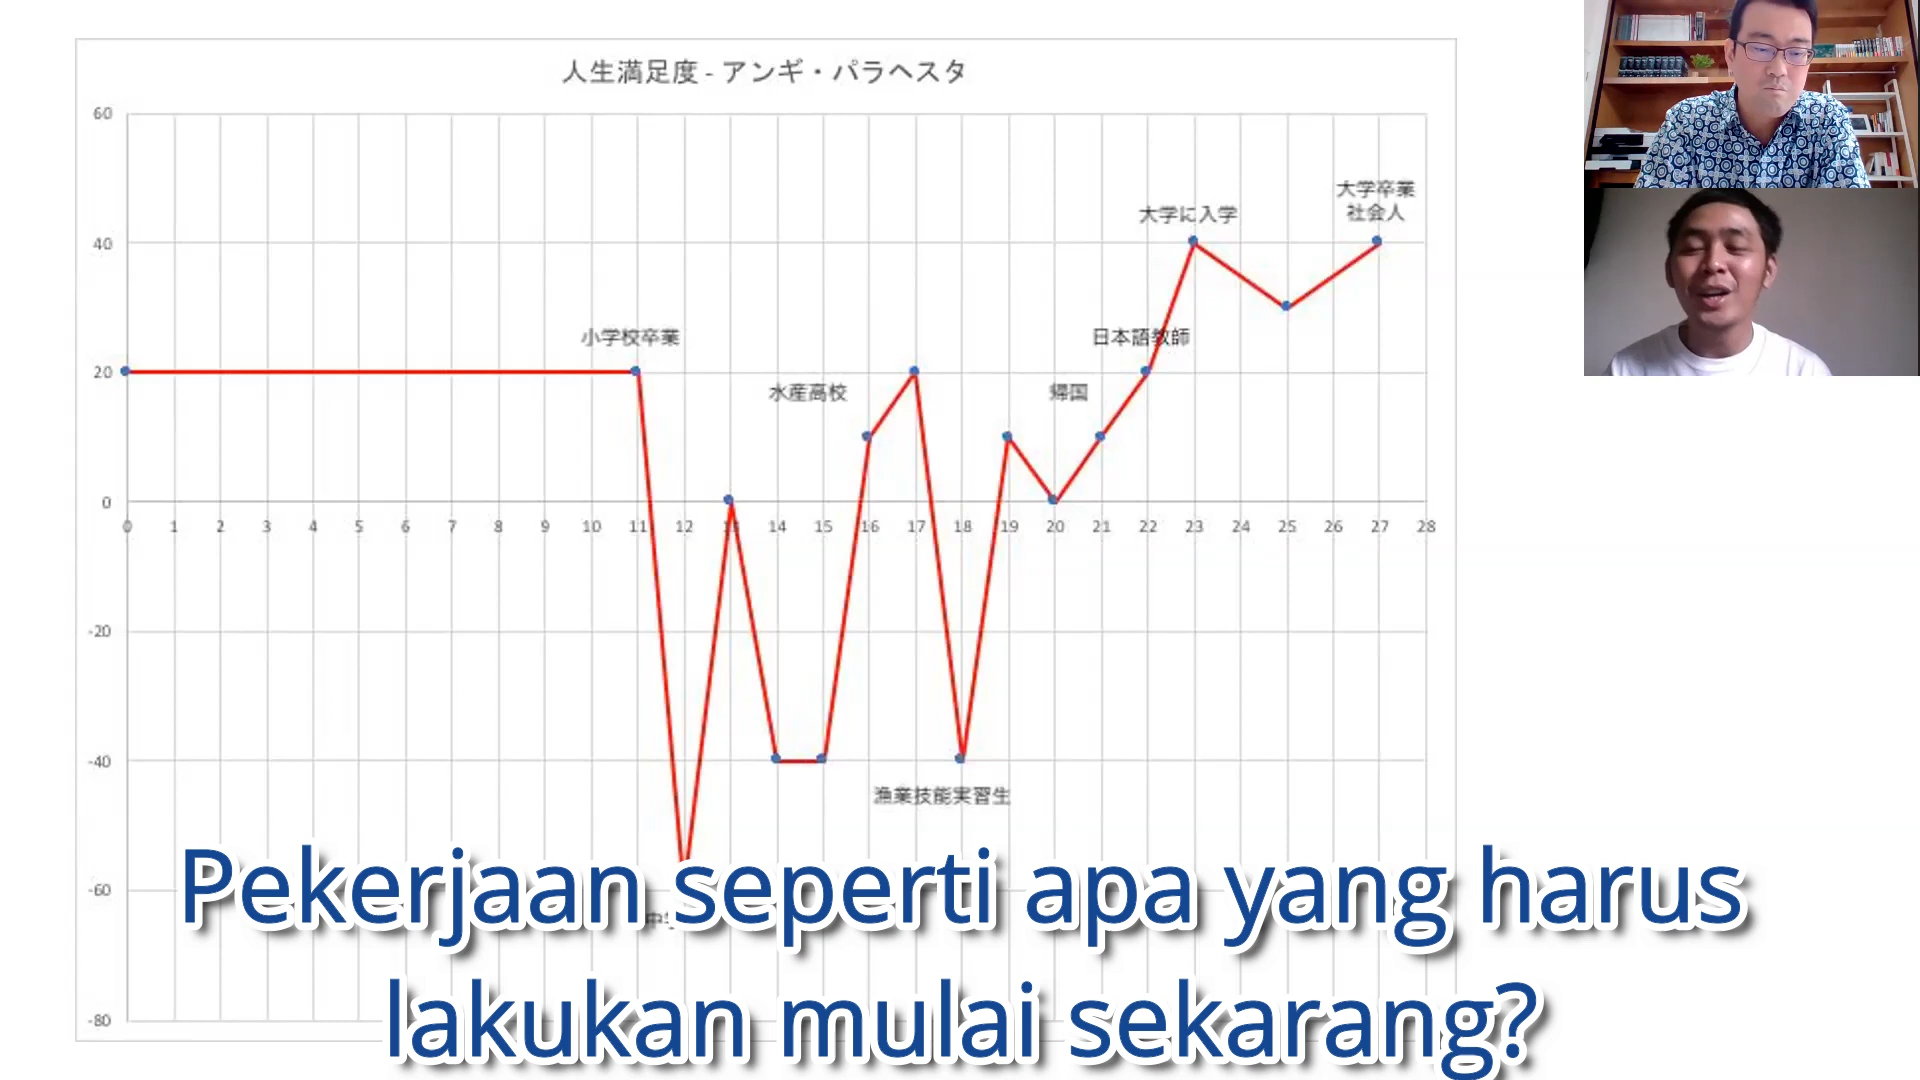 人生満足度 - アンギ・パラヘスタ
60
40
20
0
-20
-40
-60
-80
0 1 2 3 4 5 6 7 8 9 10 11 12 13 14 15 16 17 18 19 20 21 22 23 24 25 26 27 28
小学校卒業
水産高校
漁業技能実習生
帰国
日本語教師
大学に入学
大学卒業
社会人
Pekerjaan seperti apa yang harus
lakukan mulai sekarang?